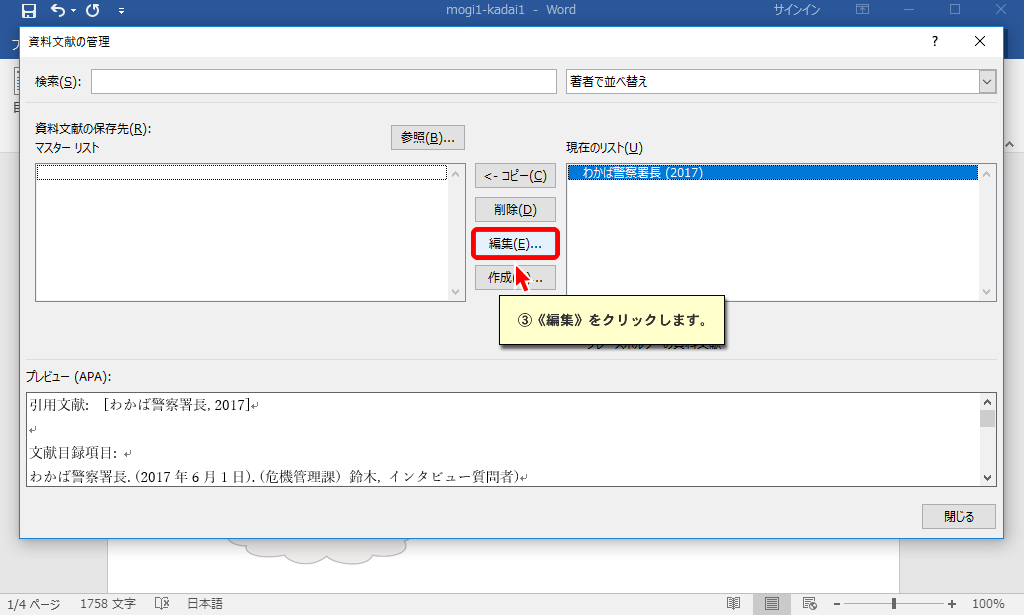 mogi1-kadai1 - Word
サインイン
資料文献の管理
?
検索(S):
著者で並べ替え
資料文献の保存先(R):
マスター リスト
参照(B)...
現在のリスト(U)
わかば警察署長 (2017)
<- コピー(C)
削除(D)
編集(E)...
作成
..
③《編集》をクリックします。
プレビュー (APA):
引用文献: [わかば警察署長, 2017]↵
↵
文献目録項目: ↵
わかば警察署長. (2017 年 6 月 1 日). (危機管理課) 鈴木, インタビュー質問者)↵
閉じる
1/4 ページ
1758 文字
日本語
100%